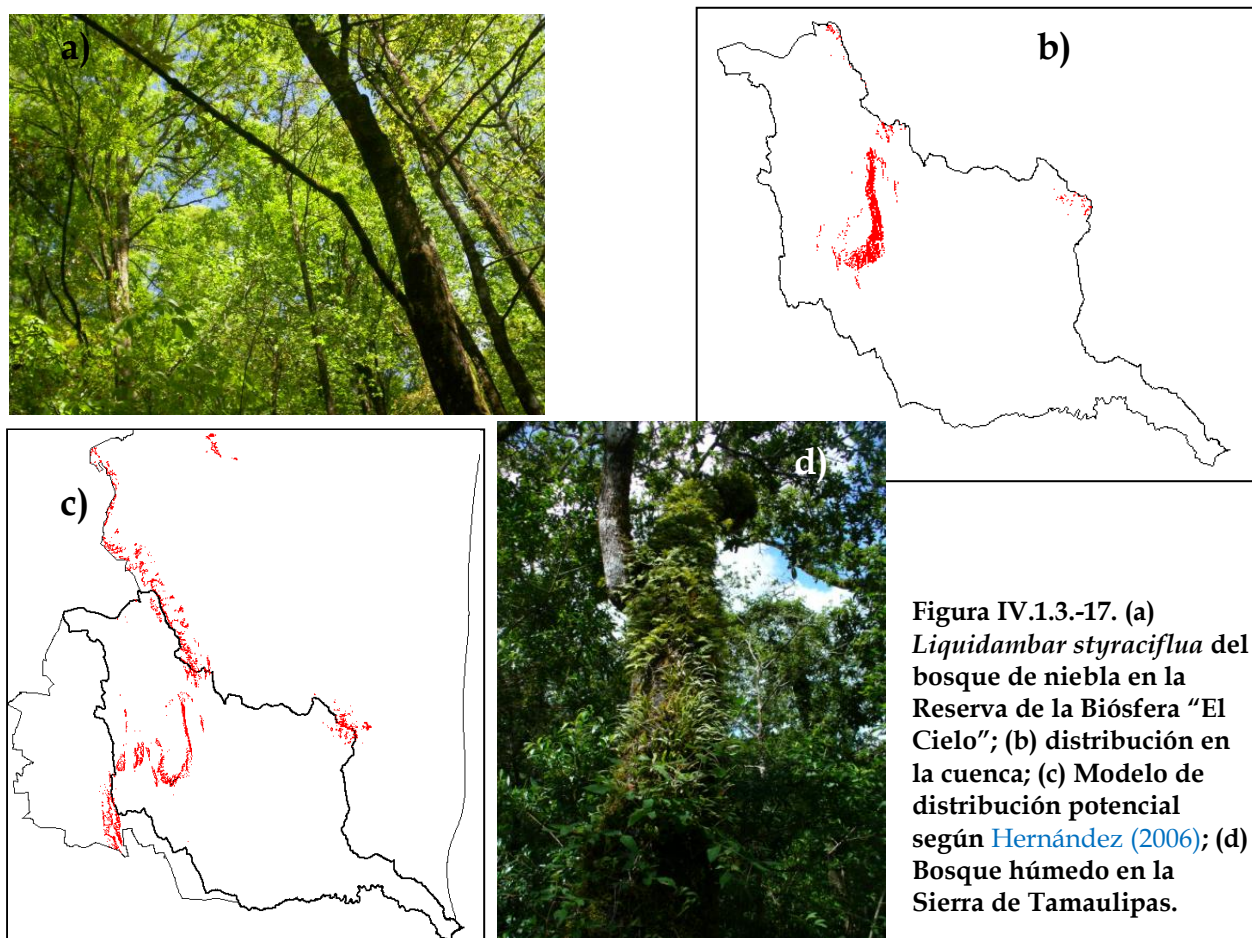 a)
b)
c)
d)
Figura IV.1.3.-17. (a)
Liquidambar styraciflua del
bosque de niebla en la
Reserva de la Biósfera “El
Cielo”; (b) distribución en
la cuenca; (c) Modelo de
distribución potencial
según Hernández (2006); (d)
Bosque húmedo en la
Sierra de Tamaulipas.